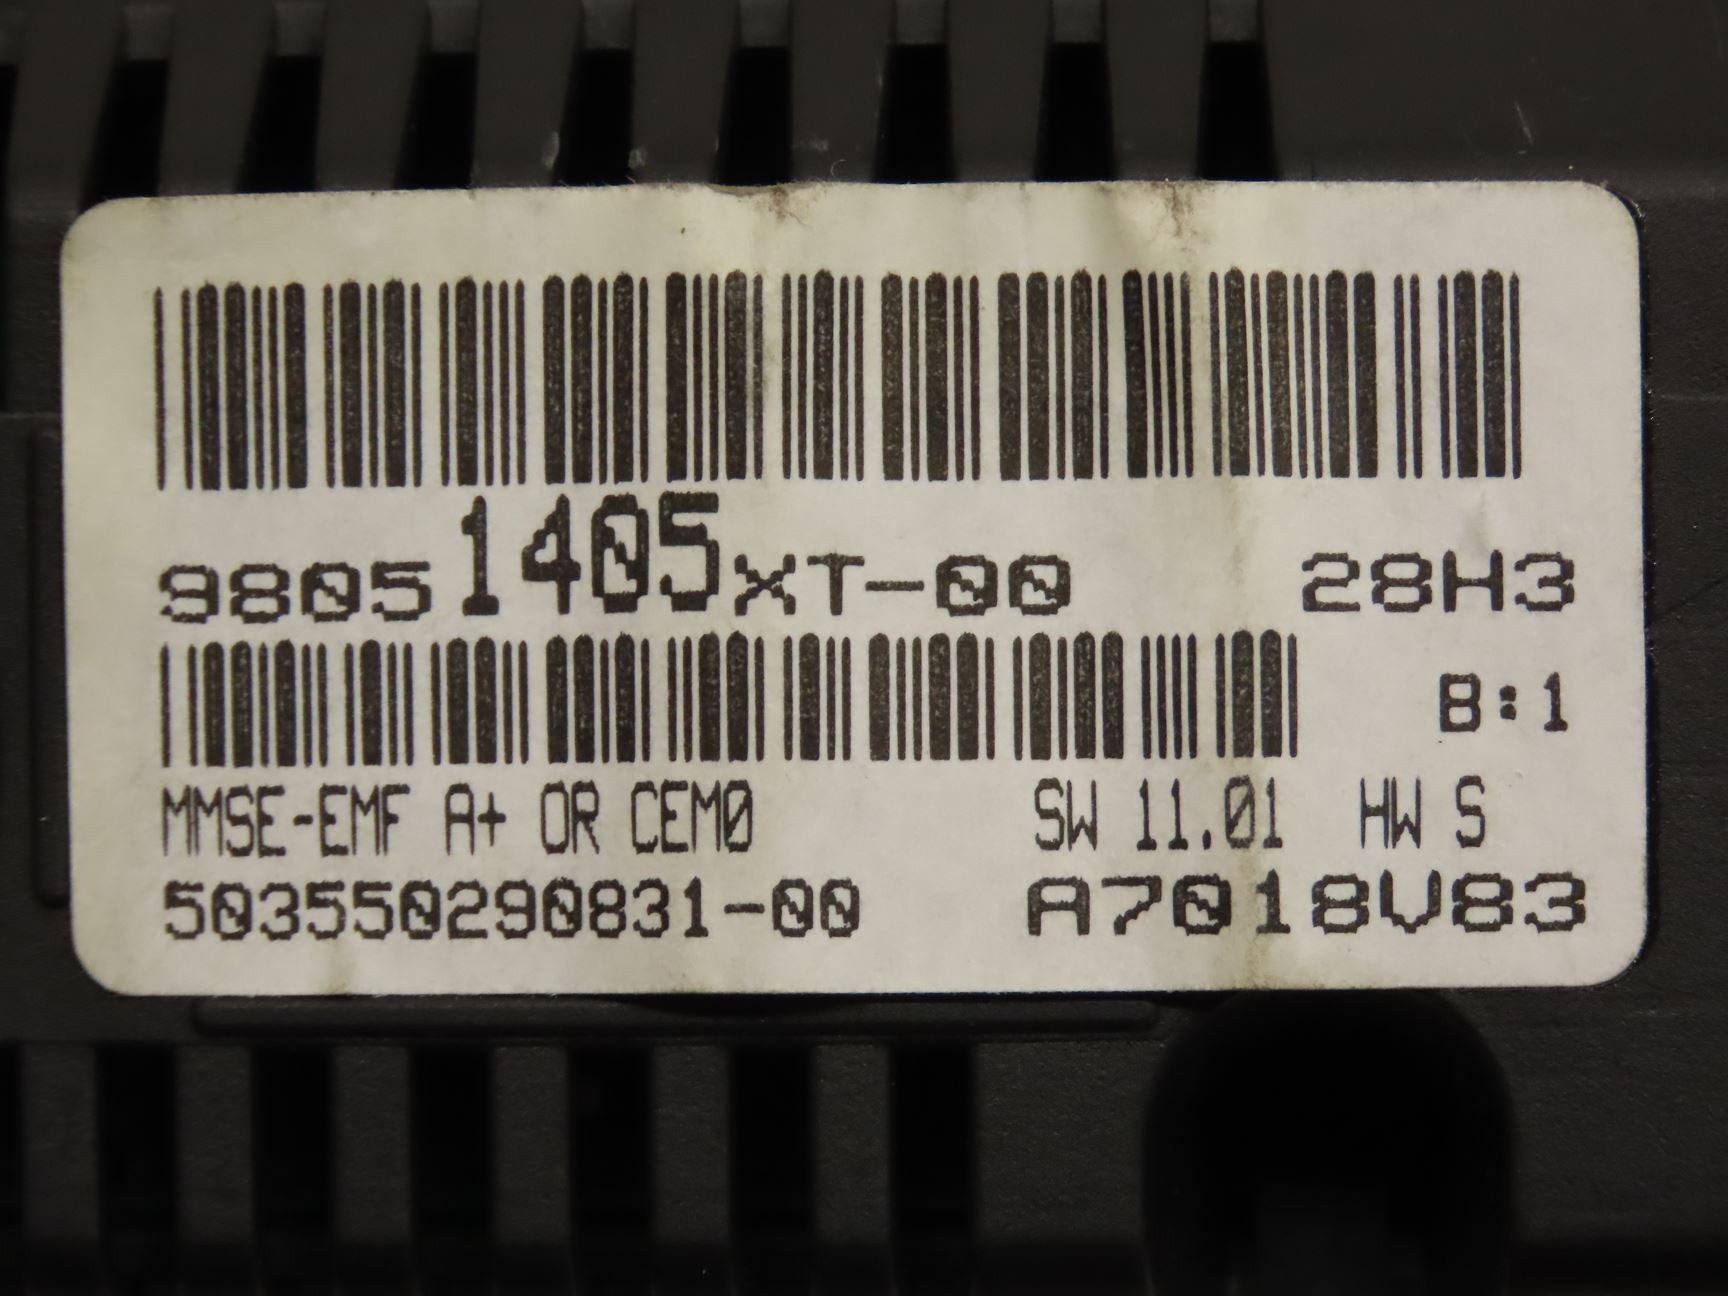 98051405XT-00 28H3
B:1
MMSE-EMF A+ OR CEM0 SW 11.01 HW S
503550290831-00 A7018V83